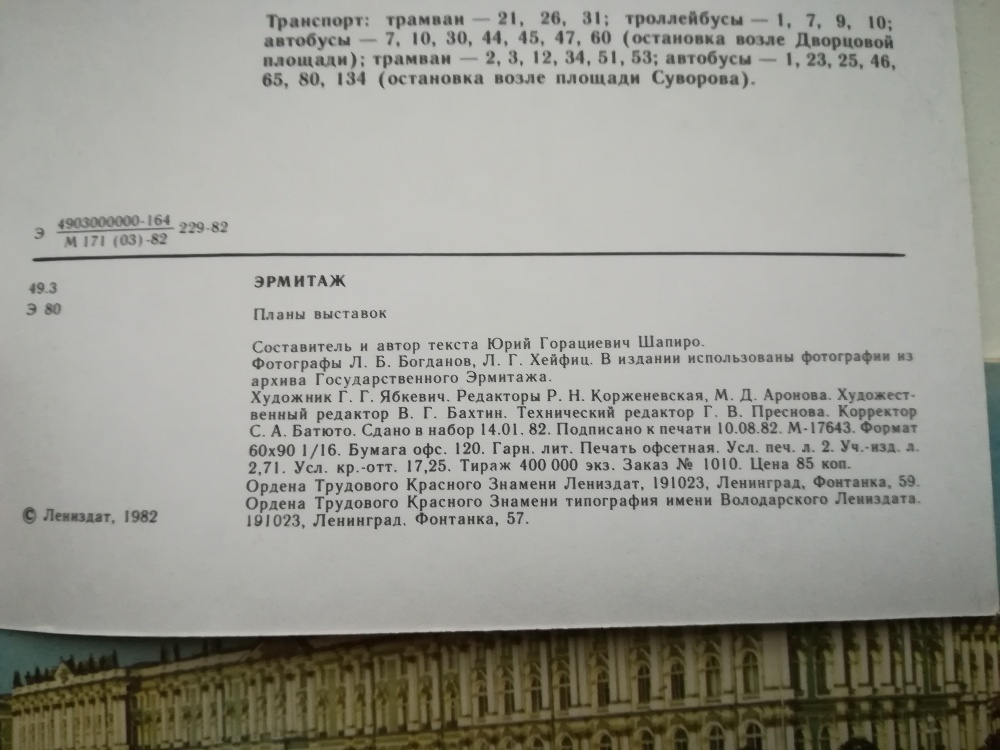 Транспорт: трамваи — 21, 26, 31; троллейбусы — 1, 7, 9, 10;
автобусы — 7, 10, 30, 44, 45, 47, 60 (остановка возле Дворцовой
площади); трамваи — 2, 3, 12, 34, 51, 53; автобусы — 1, 23, 25, 46,
65, 80, 134 (остановка возле площади Суворова).
Э 4903000000-164 229-82
М 171 (03)-82
49.3
Э 80
ЭРМИТАЖ
Планы выставок
Составитель и автор текста Юрий Горациевич Шапиро.
Фотографы Л. Б. Богданов, Л. Г. Хейфиц. В издании использованы фотографии из
архива Государственного Эрмитажа.
Художник Г. Г. Ябкевич. Редакторы Р. Н. Корженевская, М. Д. Аронова. Художест-
венный редактор В. Г. Бахтин. Технический редактор Г. В. Преснова. Корректор
С. А. Батюто. Сдано в набор 14.01. 82. Подписано к печати 10.08.82. М-17643. Формат
60х90 1/16. Бумага офс. 120. Гарн. лит. Печать офсетная. Усл. печ. л. 2. Уч.-изд. л.
2,71. Усл. кр.-отт. 17,25. Тираж 400 000 экз. Заказ № 1010. Цена 85 коп.
Ордена Трудового Красного Знамени Лениздат, 191023, Ленинград, Фонтанка, 59.
Ордена Трудового Красного Знамени типография имени Володарского Лениздата.
191023, Ленинград. Фонтанка, 57.
© Лениздат, 1982